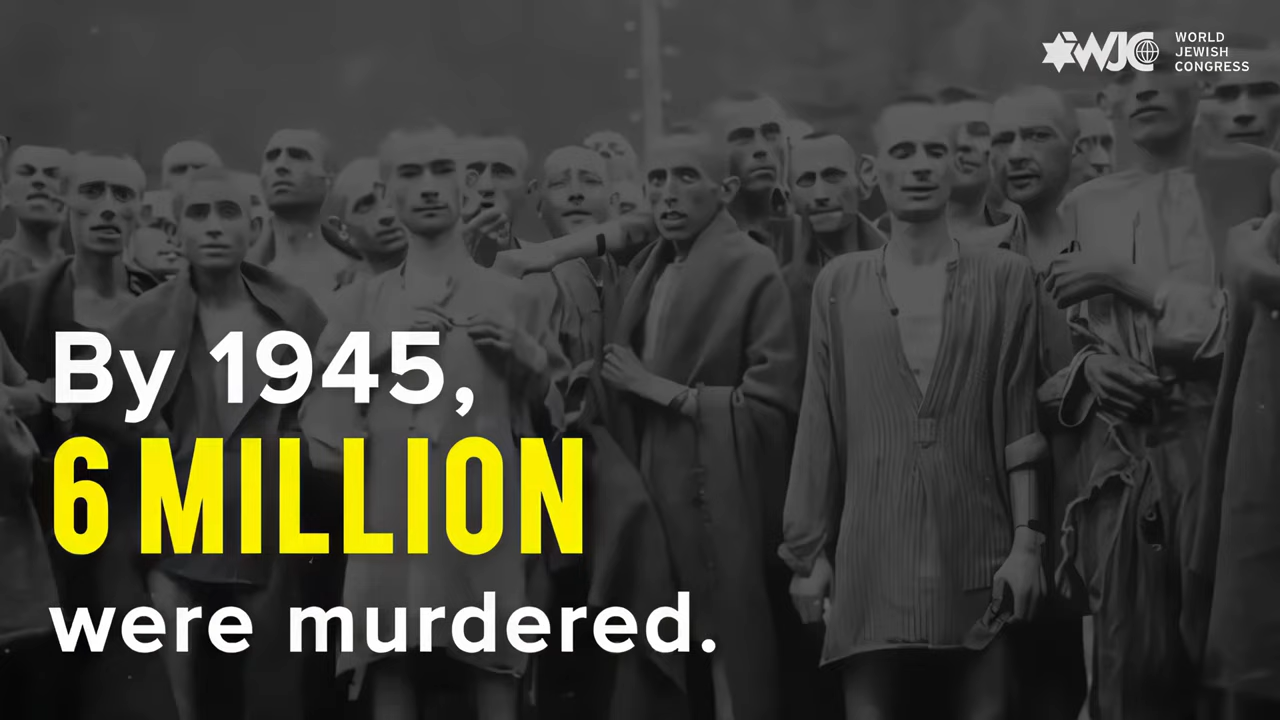 WJC
WORLD
JEWISH
CONGRESS
By 1945,
6 MILLION
were murdered.